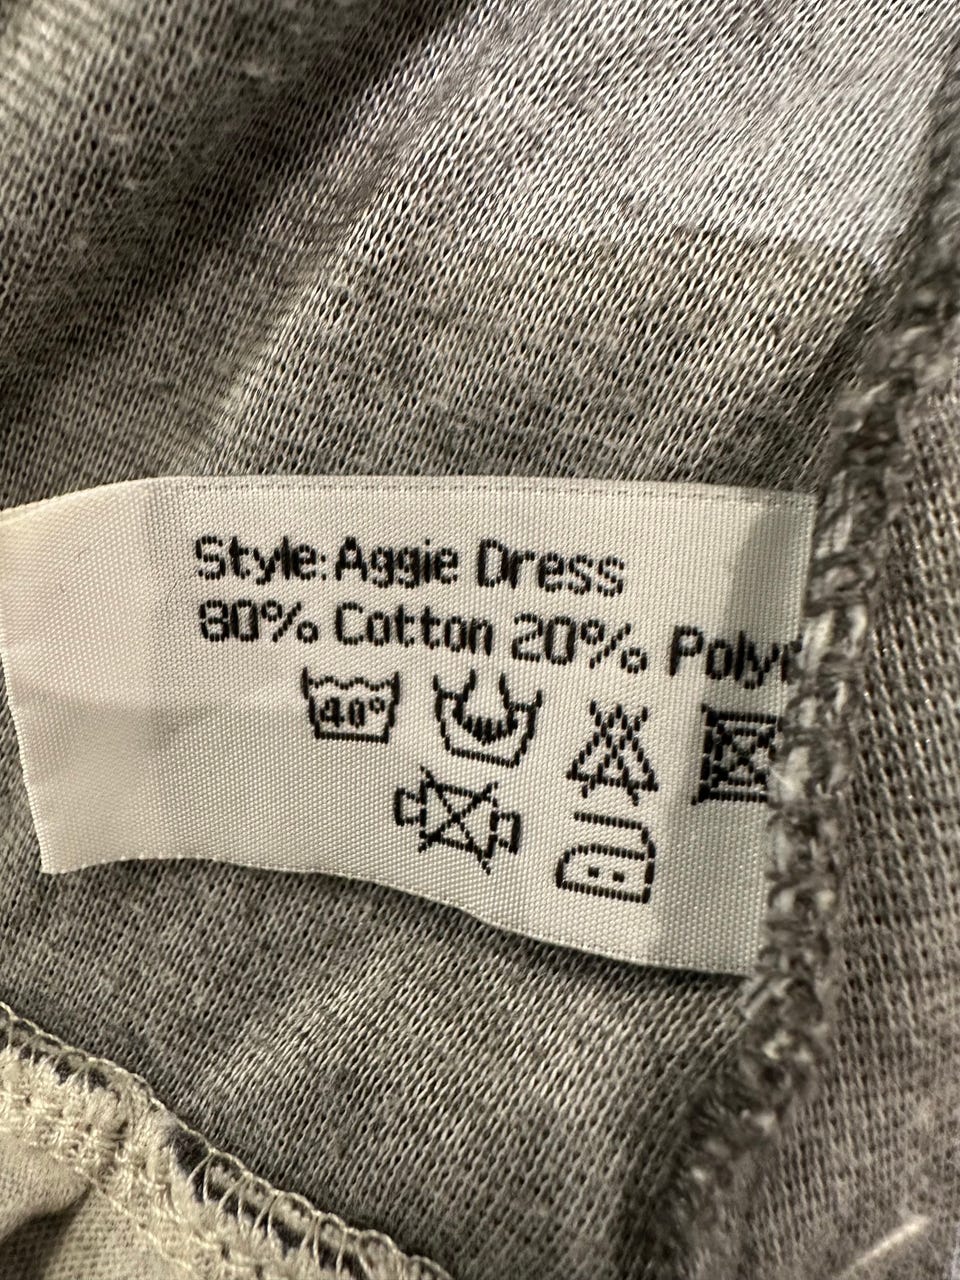 Style: Aggie Dress
80% Cotton 20% Poly
40°